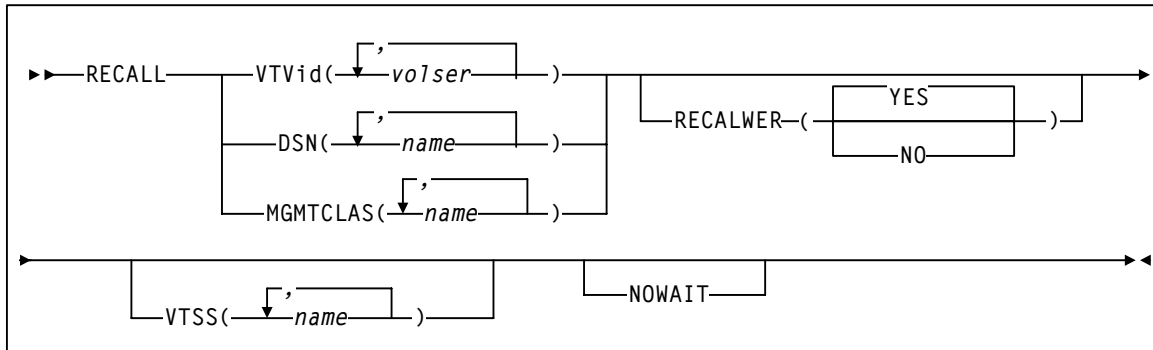 ,
RECALL VTVid( volser )
YES
,
RECALWER ( )
DSN( name )
NO
,
MGMTCLAS( name )
,
NOWAIT
VTSS( name )